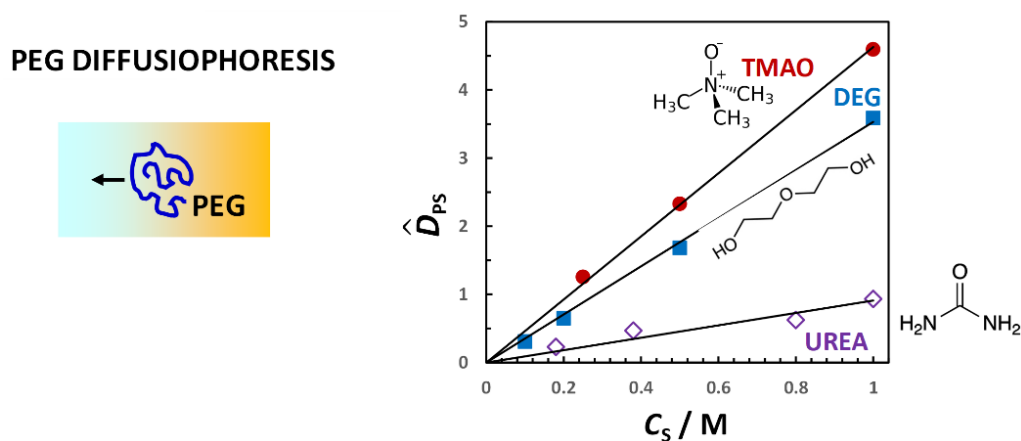 PEG DIFFUSIOPHORESIS
PEG
5
4
3
2
1
0
D̂PS
0
0.2
0.4
0.6
0.8
1
CS / M
TMAO
O⁻
N⁺
H₃C
CH₃
CH₃
DEG
OH
O
HO
UREA
O
H₂N
NH₂